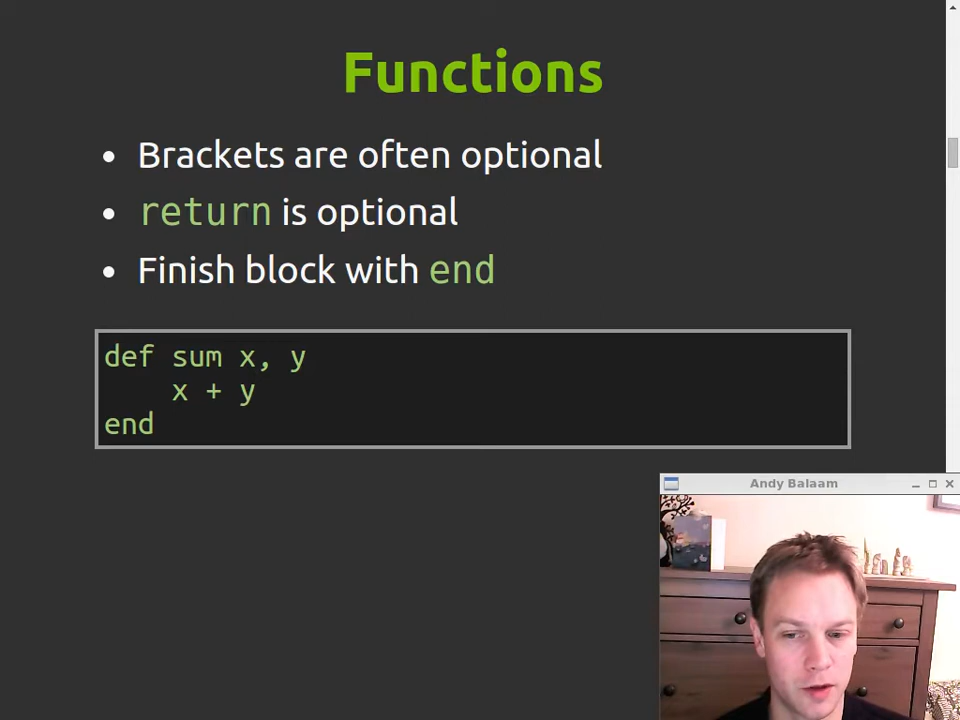 Functions
Brackets are often optional
return is optional
Finish block with end
def sum x, y
x + y
end
Andy Balaam